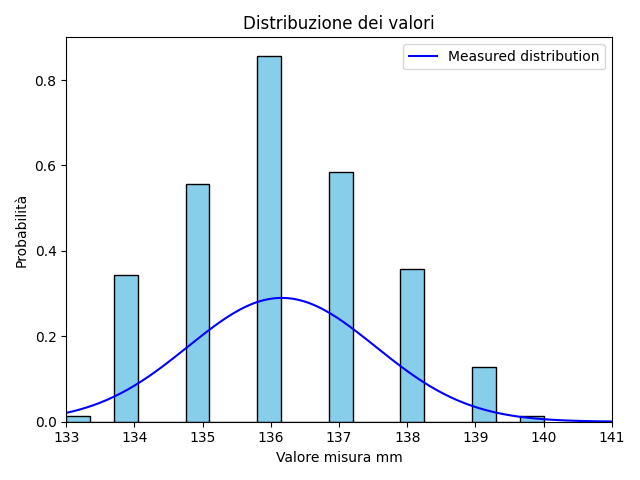 Distribuzione dei valori
Measured distribution
Probabilità
0.8
0.6
0.4
0.2
0.0
133 134 135 136 137 138 139 140 141
Valore misura mm